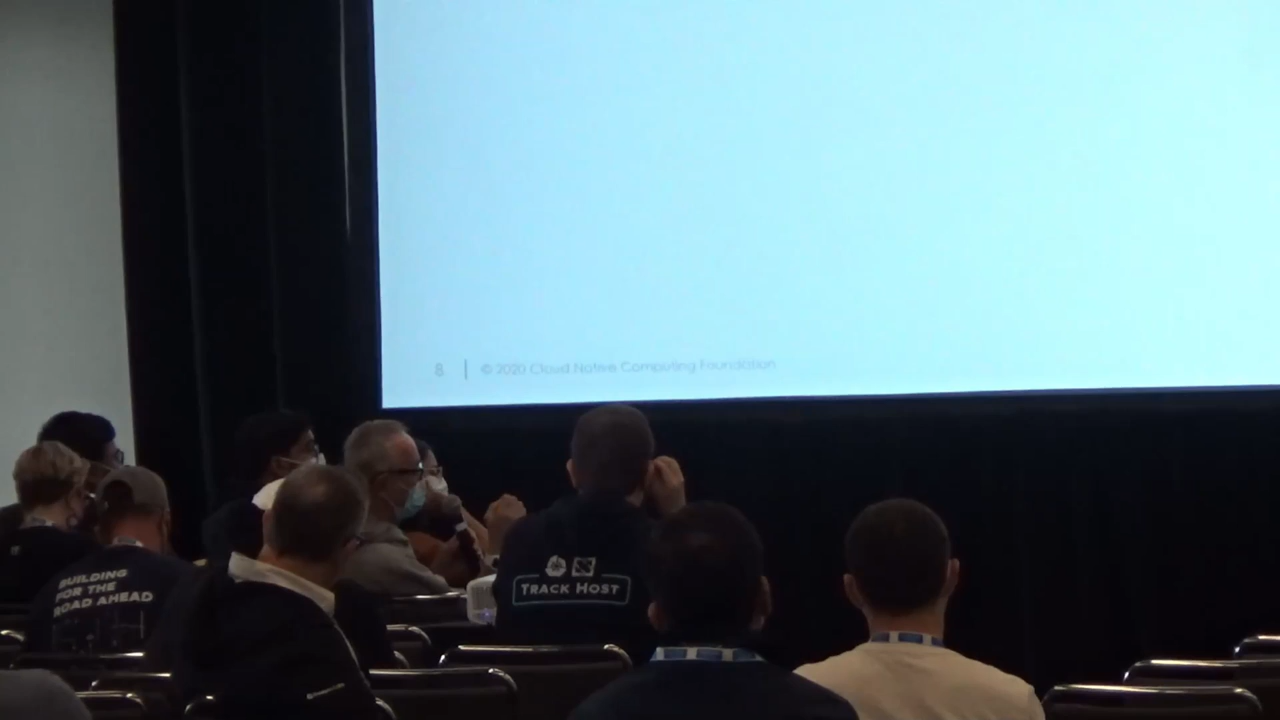 8 | © 2020 Cloud Native Computing Foundation
BUILDING
FOR THE
ROAD AHEAD
TRACK HOST